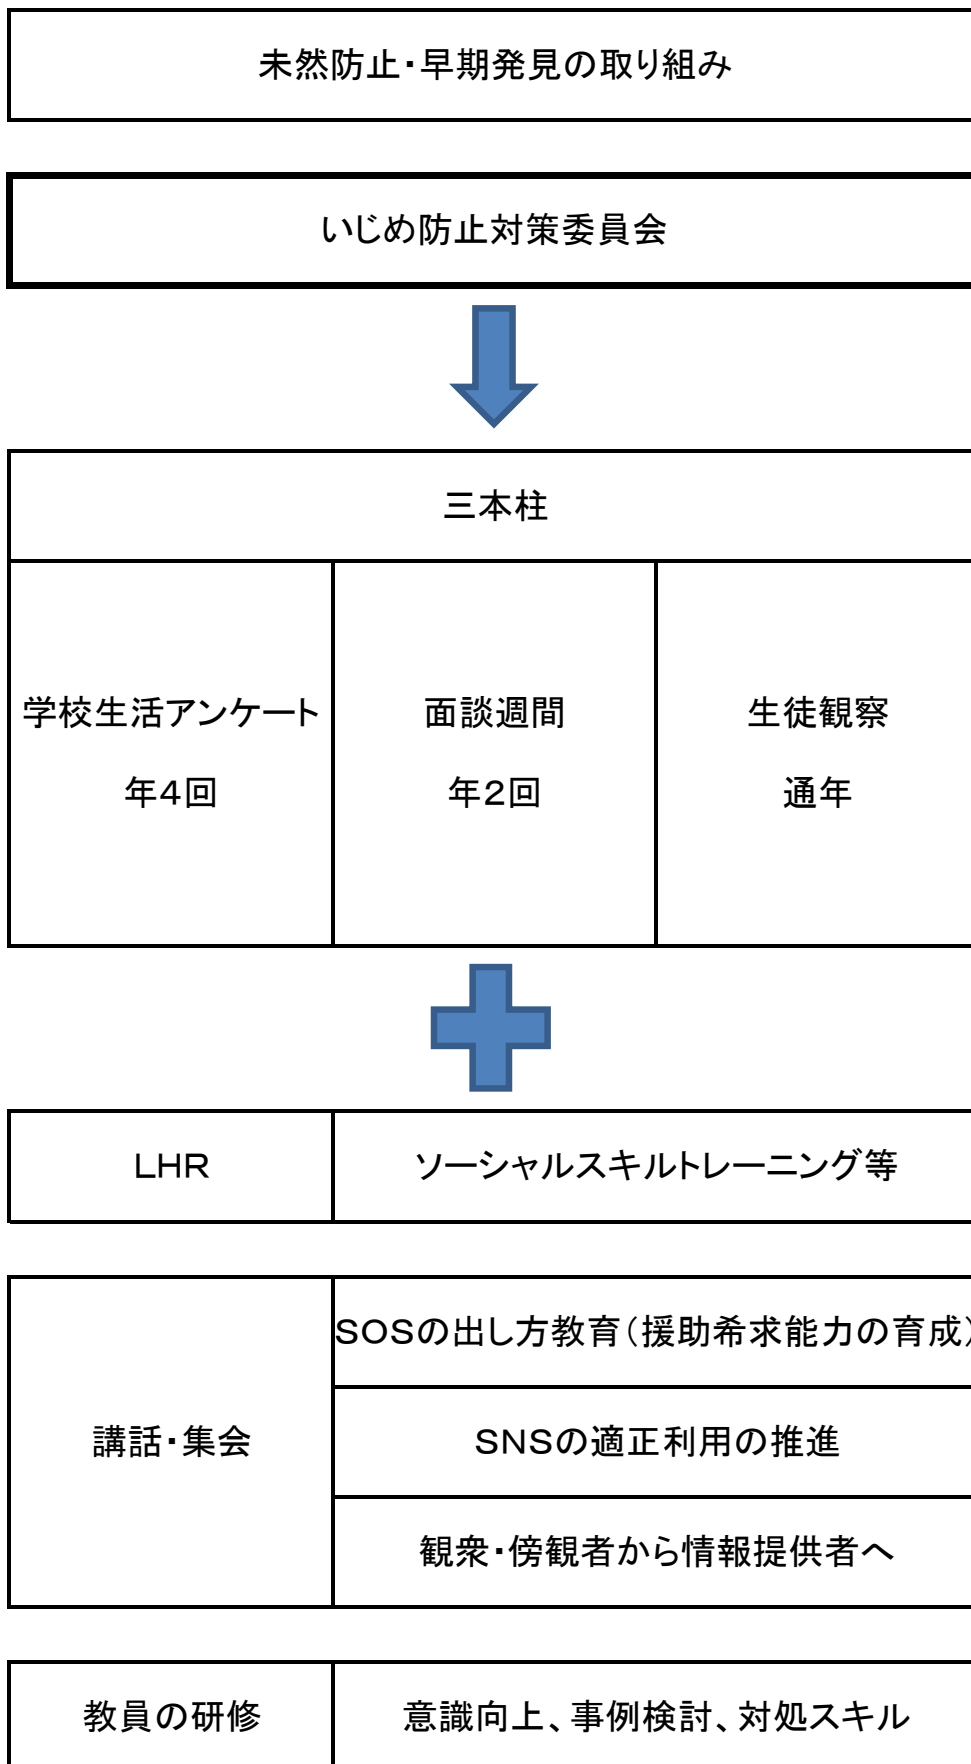 未然防止・早期発見の取り組み
いじめ防止対策委員会
三本柱
学校生活アンケート
年４回
面談週間
年２回
生徒観察
通年
ＬＨＲ
ソーシャルスキルトレーニング等
講話・集会
ＳＯＳの出し方教育（援助希求能力の育成）
ＳＮＳの適正利用の推進
観衆・傍観者から情報提供者へ
教員の研修
意識向上、事例検討、対処スキル